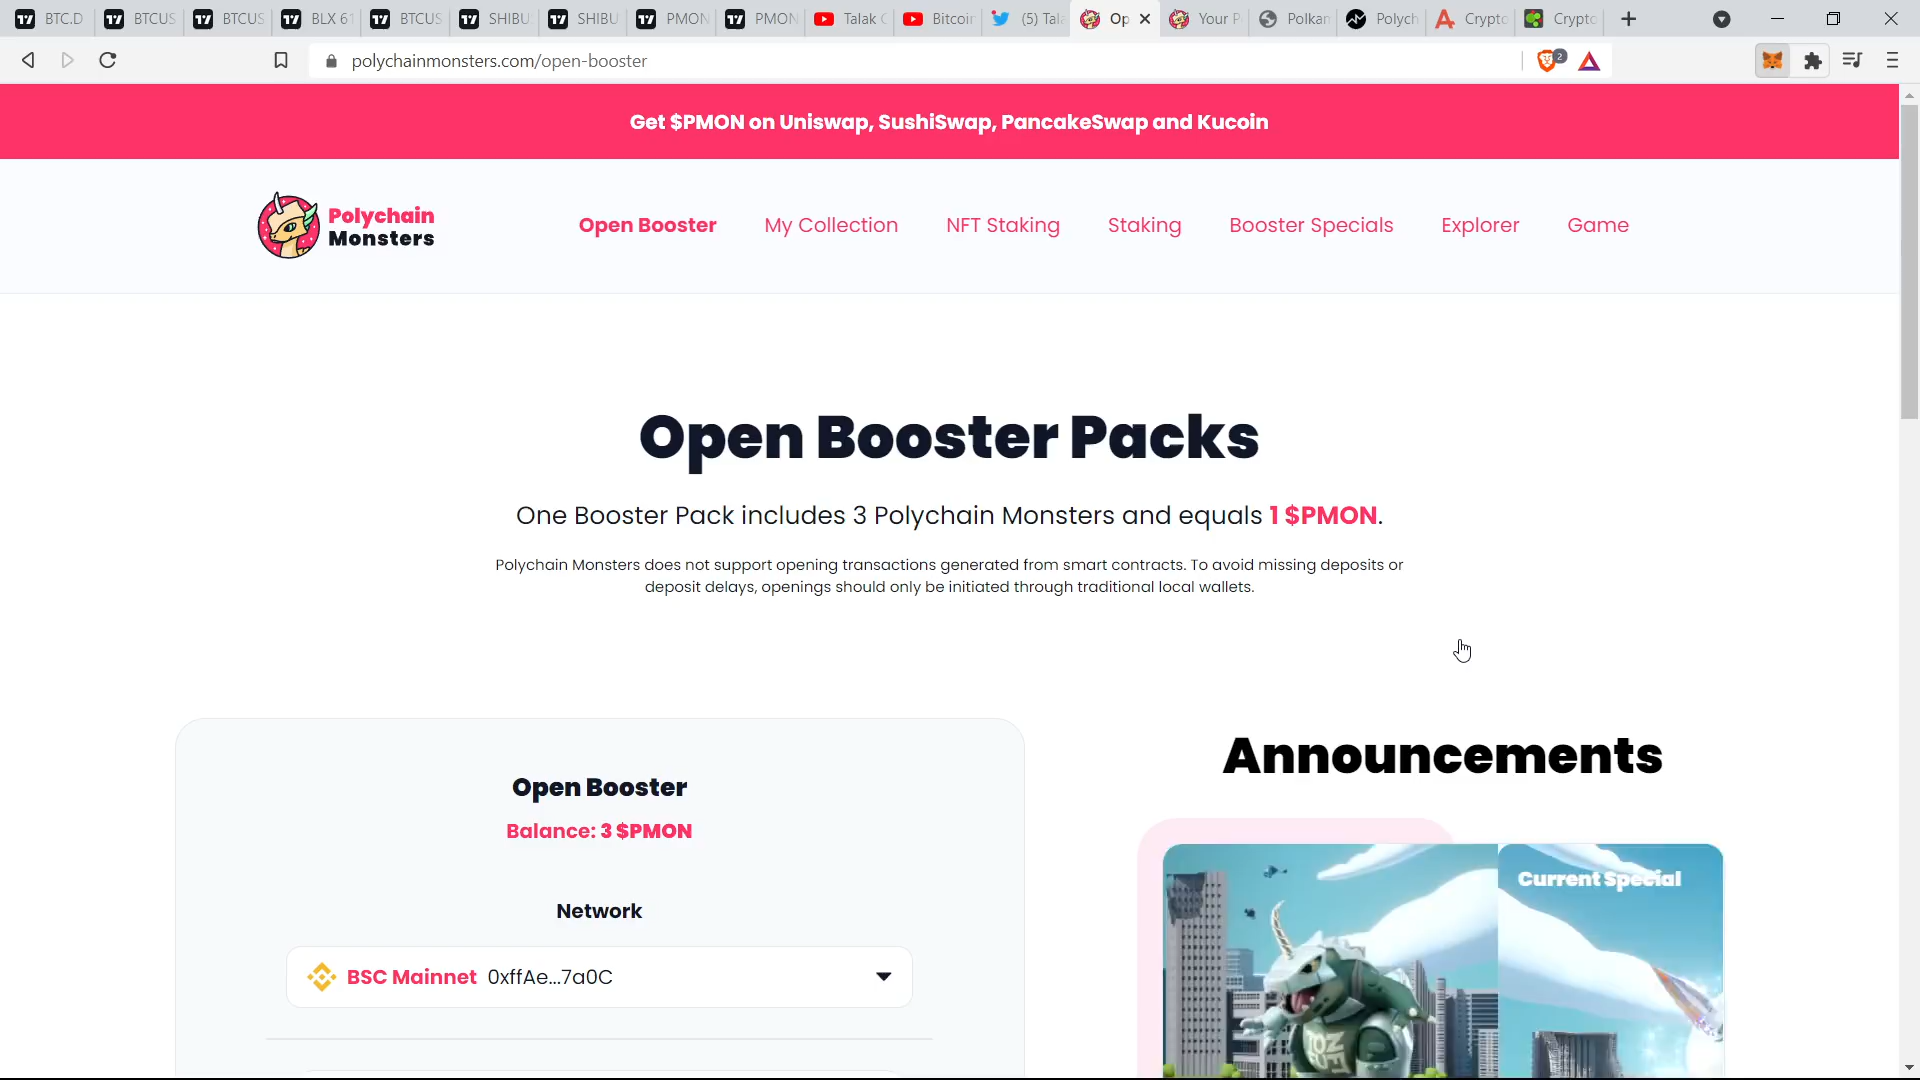 BTC.D
BTCUS
BTCUS
BLX 61
BTCUS
SHIBU
SHIBU
PMON
PMON
Talak C
Bitcoin
(5) Tal
Op
Your P
Polkan
Polych
Crypto
Crypto
polychainmonsters.com/open-booster
2
Get $PMON on Uniswap, SushiSwap, PancakeSwap and Kucoin
Polychain
Monsters
Open Booster
My Collection
NFT Staking
Staking
Booster Specials
Explorer
Game
Open Booster Packs
One Booster Pack includes 3 Polychain Monsters and equals 1 $PMON.
Polychain Monsters does not support opening transactions generated from smart contracts. To avoid missing deposits or
deposit delays, openings should only be initiated through traditional local wallets.
Open Booster
Balance: 3 $PMON
Network
BSC Mainnet 0xffAe...7a0C
Announcements
Current Special